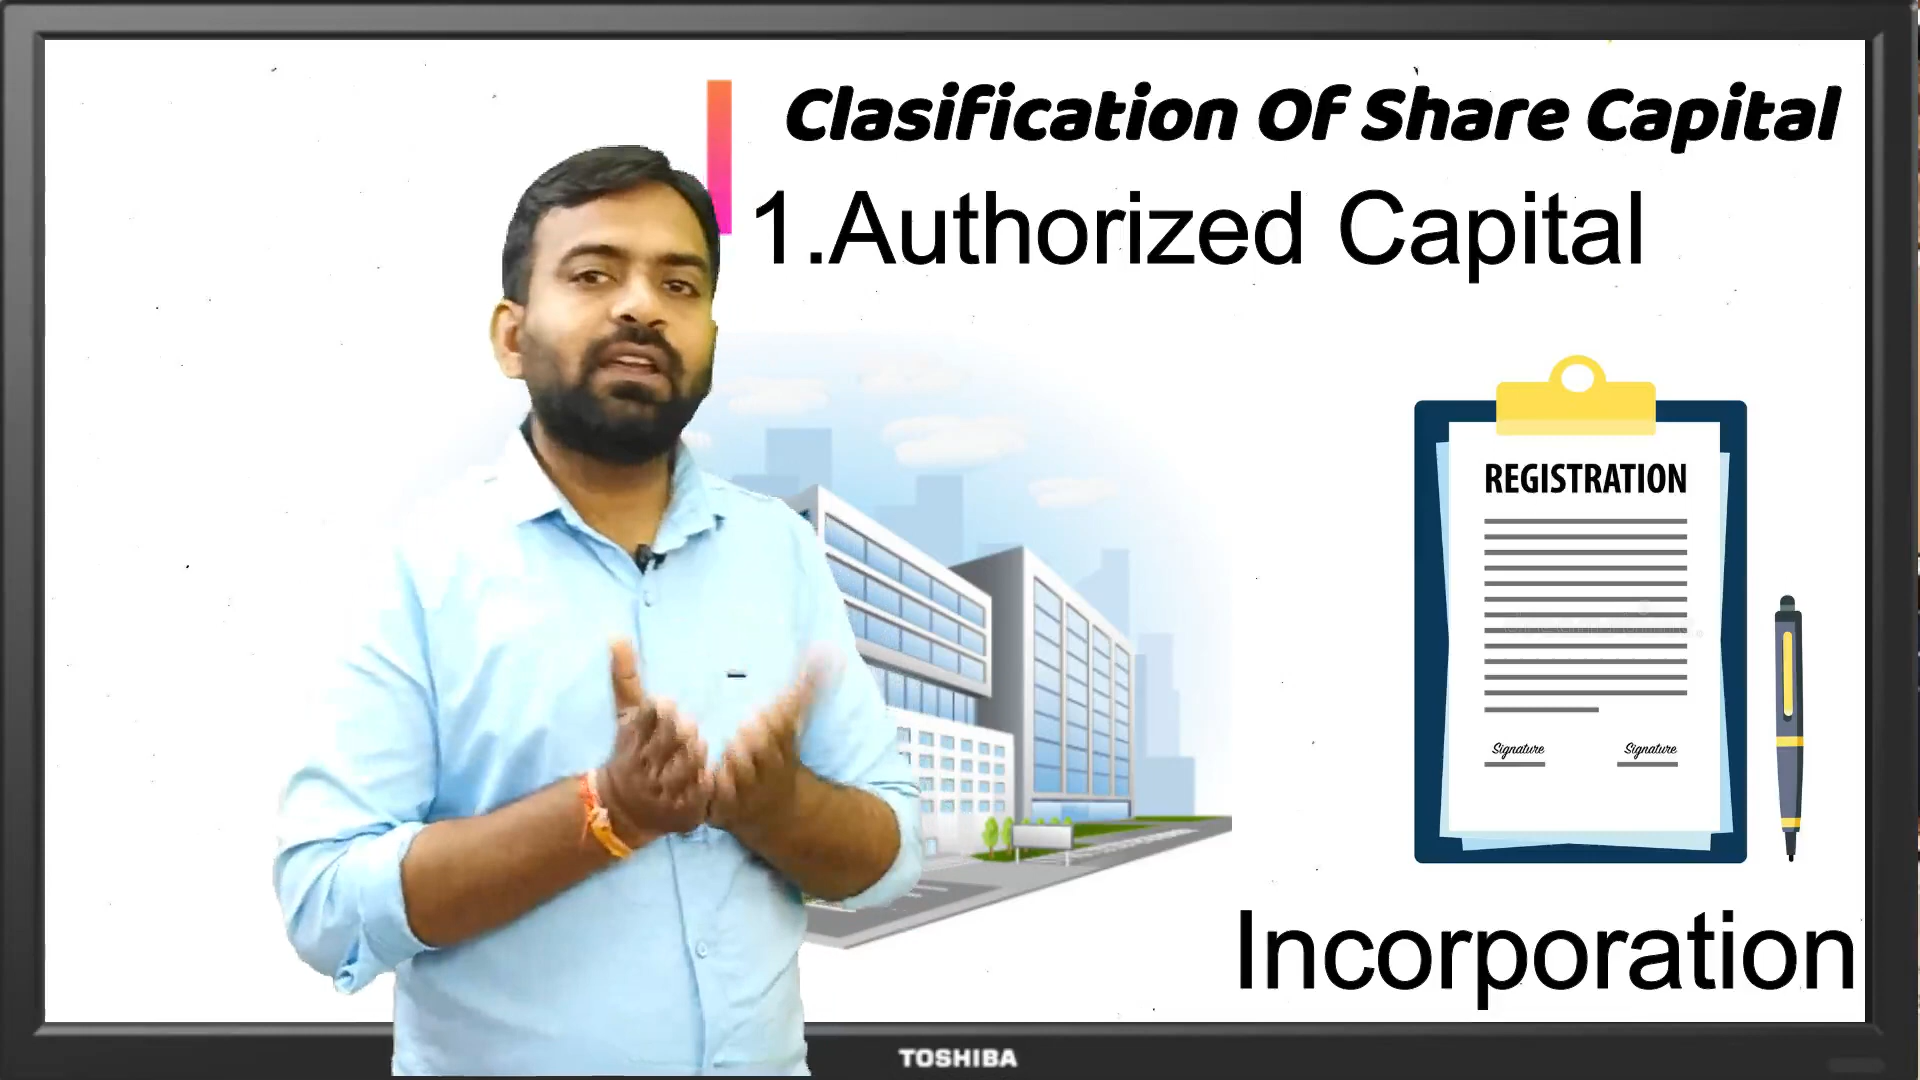 Clasification Of Share Capital
1.Authorized Capital
REGISTRATION
Signature Signature
Incorporation
TOSHIBA